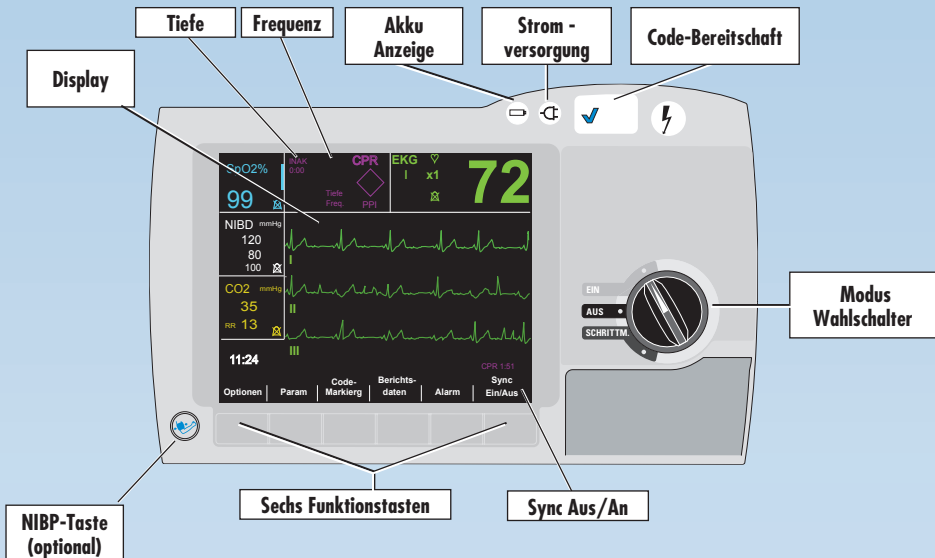 Tiefe
Frequenz
Akku
Anzeige
Strom -
versorgung
Code-Bereitschaft
Display
SpO2%
99
INAK
0:00
CPR
Tiefe
Freq.
PPI
EKG
I
x1
72
NIBD mmHg
120
80
100
I
CO2 mmHg
35
RR 13
II
III
11:24
CPR 1:51
Optionen
Param
Code-
Markierg
Berichts-
daten
Alarm
Sync
Ein/Aus
EIN
AUS
SCHRITTM.
Modus
Wahlschalter
NIBP-Taste
(optional)
Sechs Funktionstasten
Sync Aus/An